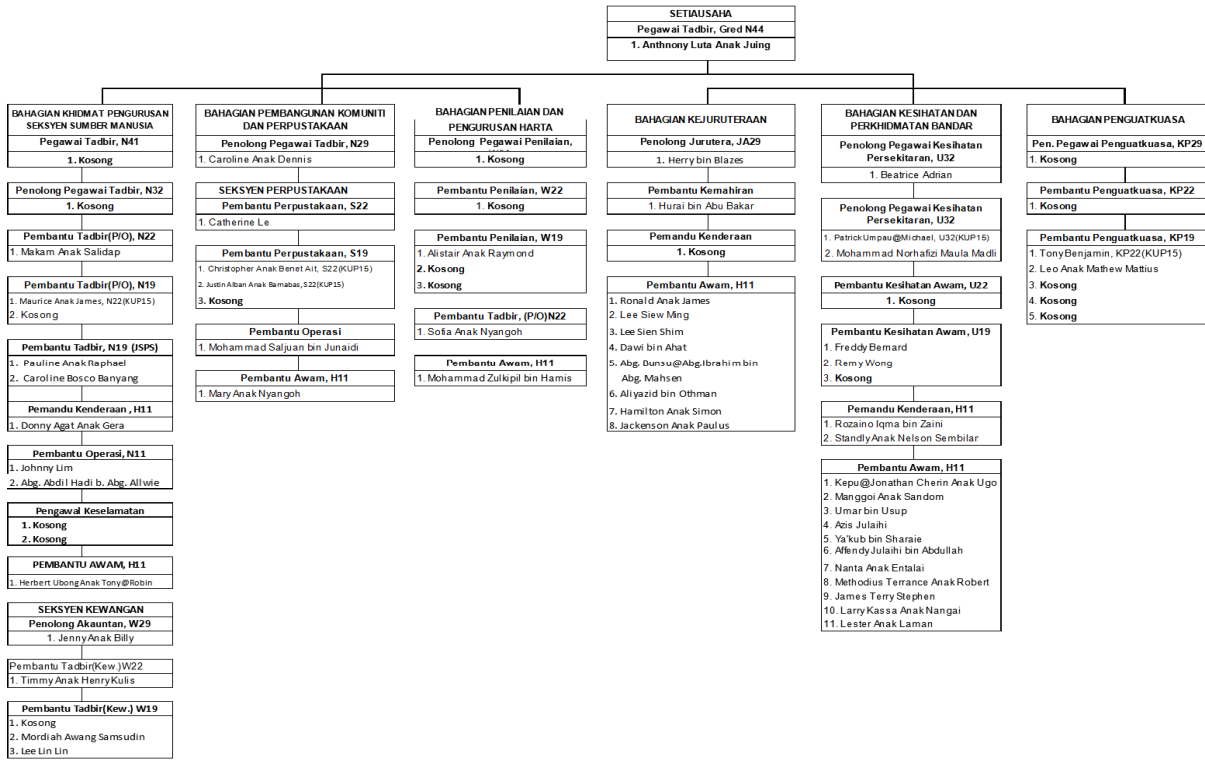 SETIAUSAHA
Pegawai Tadbir, Gred N44
1. Anthnony Luta Anak Juing
BAHAGIAN KHIDMAT PENGURUSAN
SEKSYEN SUMBER MANUSIA
Pegawai Tadbir, N41
1. Kosong
Penolong Pegawai Tadbir, N32
1. Kosong
Pembantu Tadbir(P/O), N22
1. Makam Anak Salidap
Pembantu Tadbir(P/O), N19
1. Maurice Anak James, N22(KUP15)
2. Kosong
Pembantu Tadbir, N19 (JSPS)
1. Pauline Anak Raphael
2. Caroline Bosco Banyang
Pemandu Kenderaan , H11
1. Donny Agat Anak Gera
Pembantu Operasi, N11
1. Johnny Lim
2. Abg. Abdil Hadi b. Abg. Allwie
Pengawal Keselamatan
1. Kosong
2. Kosong
PEMBANTU AWAM, H11
1. Herbert Ubong Anak Tony@Robin
SEKSYEN KEWANGAN
Penolong Akauntan, W29
1. Jenny Anak Billy
Pembantu Tadbir(Kew.)W22
1. Timmy Anak Henry Kulis
Pembantu Tadbir(Kew.) W19
1. Kosong
2. Mordiah Awang Samsudin
3. Lee Lin Lin
BAHAGIAN PEMBANGUNAN KOMUNITI
DAN PERPUSTAKAAN
Penolong Pegawai Tadbir, N29
1. Caroline Anak Dennis
SEKSYEN PERPUSTAKAAN
Pembantu Perpustakaan, S22
1. Catherine Le
Pembantu Perpustakaan, S19
1. Christopher Anak Benet Ait, S22(KUP15)
2. Justin Alban Anak Barnabas, S22(KUP15)
3. Kosong
Pembantu Operasi
1. Mohammad Saljuan bin Junaidi
Pembantu Awam, H11
1. Mary Anak Nyangoh
BAHAGIAN PENILAIAN DAN
PENGURUSAN HARTA
Penolong Pegawai Penilaian,
1. Kosong
Pembantu Penilaian, W22
1. Kosong
Pembantu Penilaian, W19
1. Alistair Anak Raymond
2. Kosong
3. Kosong
Pembantu Tadbir, (P/O)N22
1. Sofia Anak Nyangoh
Pembantu Awam, H11
1. Mohammad Zulkipil bin Hamis
BAHAGIAN KEJURUTERAAN
Penolong Jurutera, JA29
1. Herry bin Blazes
Pembantu Kemahiran
1. Hurai bin Abu Bakar
Pemandu Kenderaan
1. Kosong
Pembantu Awam, H11
1. Ronald Anak James
2. Lee Siew Ming
3. Lee Sien Shim
4. Dawi bin Ahat
5. Abg. Bunsu@Abg.Ibrahim bin
Abg. Mahsen
6. Aliyazid bin Othman
7. Hamilton Anak Simon
8. Jackenson Anak Paulus
BAHAGIAN KESIHATAN DAN
PERKHIDMATAN BANDAR
Penolong Pegawai Kesihatan
Persekitaran, U32
1. Beatrice Adrian
Penolong Pegawai Kesihatan
Persekitaran, U32
1. Patrick Umpau@Michael, U32(KUP15)
2. Mohammad Norhafizi Maula Madli
Pembantu Kesihatan Awam, U22
1. Kosong
Pembantu Kesihatan Awam, U19
1. Freddy Bernard
2. Remy Wong
3. Kosong
Pemandu Kenderaan, H11
1. Rozaino Iqma bin Zaini
2. Standly Anak Nelson Sembilar
Pembantu Awam, H11
1. Kepu@Jonathan Cherin Anak Ugo
2. Manggoi Anak Sandom
3. Umar bin Usup
4. Azis Julaihi
5. Ya'kub bin Sharaie
6. Affendy Julaihi bin Abdullah
7. Nanta Anak Entalai
8. Methodius Terrance Anak Robert
9. James Terry Stephen
10. Larry Kassa Anak Nangai
11. Lester Anak Laman
BAHAGIAN PENGUATKUASA
Pen. Pegawai Penguatkuasa, KP29
1. Kosong
Pembantu Penguatkuasa, KP22
1. Kosong
Pembantu Penguatkuasa, KP19
1. Tony Benjamin, KP22(KUP15)
2. Leo Anak Mathew Mattius
3. Kosong
4. Kosong
5. Kosong